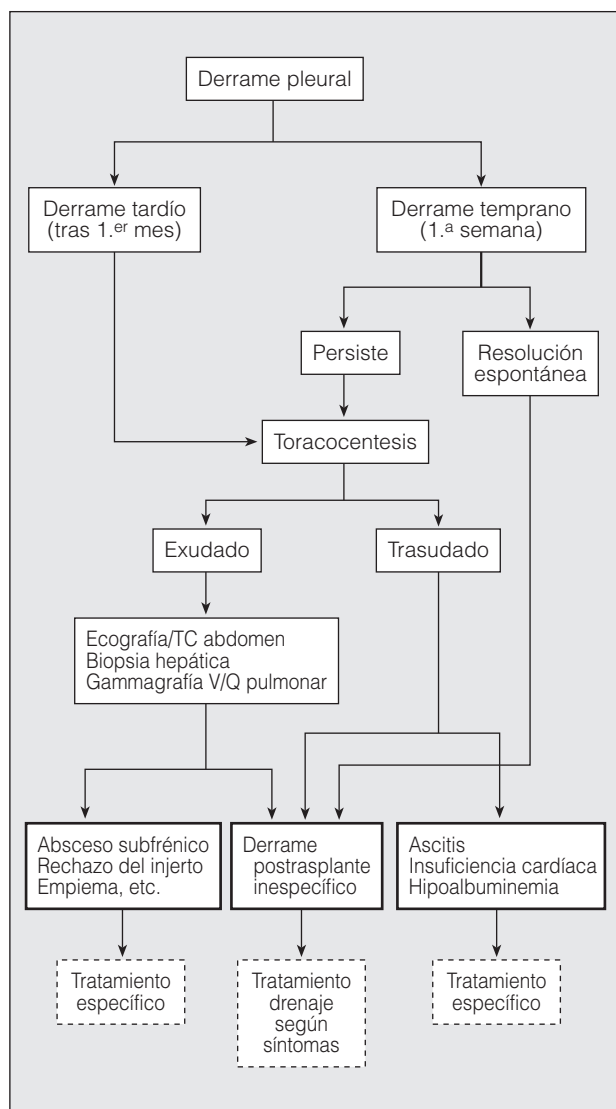 Derrame pleural
Derrame tardío
(tras 1.er mes)
Derrame temprano
(1.a semana)
Persiste
Resolución
espontánea
Toracocentesis
Exudado
Trasudado
Ecografía/TC abdomen
Biopsia hepática
Gammagrafía V/Q pulmonar
Absceso subfrénico
Rechazo del injerto
Empiema, etc.
Derrame
postrasplante
inespecífico
Ascitis
Insuficiencia cardíaca
Hipoalbuminemia
Tratamiento
específico
Tratamiento
drenaje
según
síntomas
Tratamiento
específico